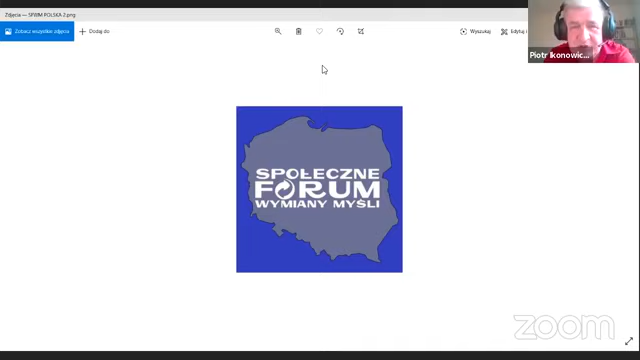 Zdjęcia — SFWM POLSKA 2.png
Zobacz wszystkie zdjęcia
Dodaj do
Wyszukaj
Edytuj i
Piotr Ikonowic...
SPOŁECZNE
FORUM
WYMIANY MYŚLI
zoom